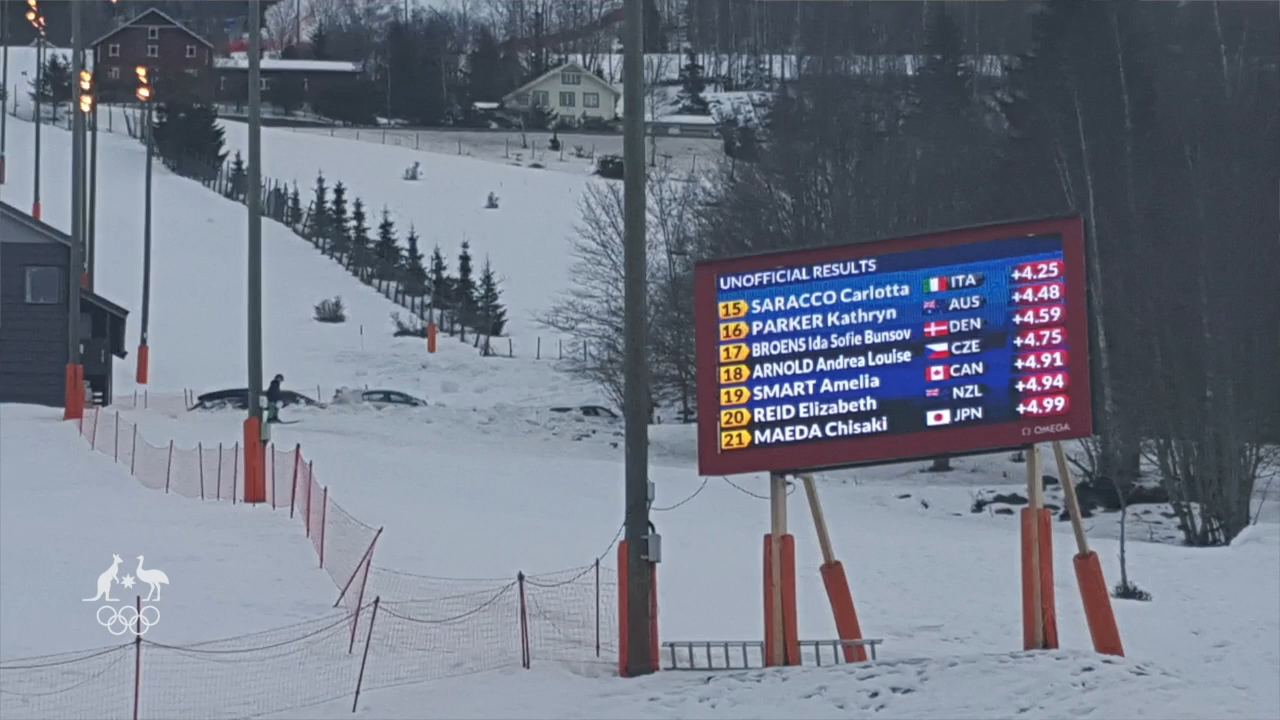 UNOFFICIAL RESULTS
15 SARACCO Carlotta ITA +4.25
16 PARKER Kathryn AUS +4.48
17 BROENS Ida Sofie Bunsov DEN +4.59
18 ARNOLD Andrea Louise CZE +4.75
19 SMART Amelia CAN +4.91
20 REID Elizabeth NZL +4.94
21 MAEDA Chisaki JPN +4.99
Ω OMEGA